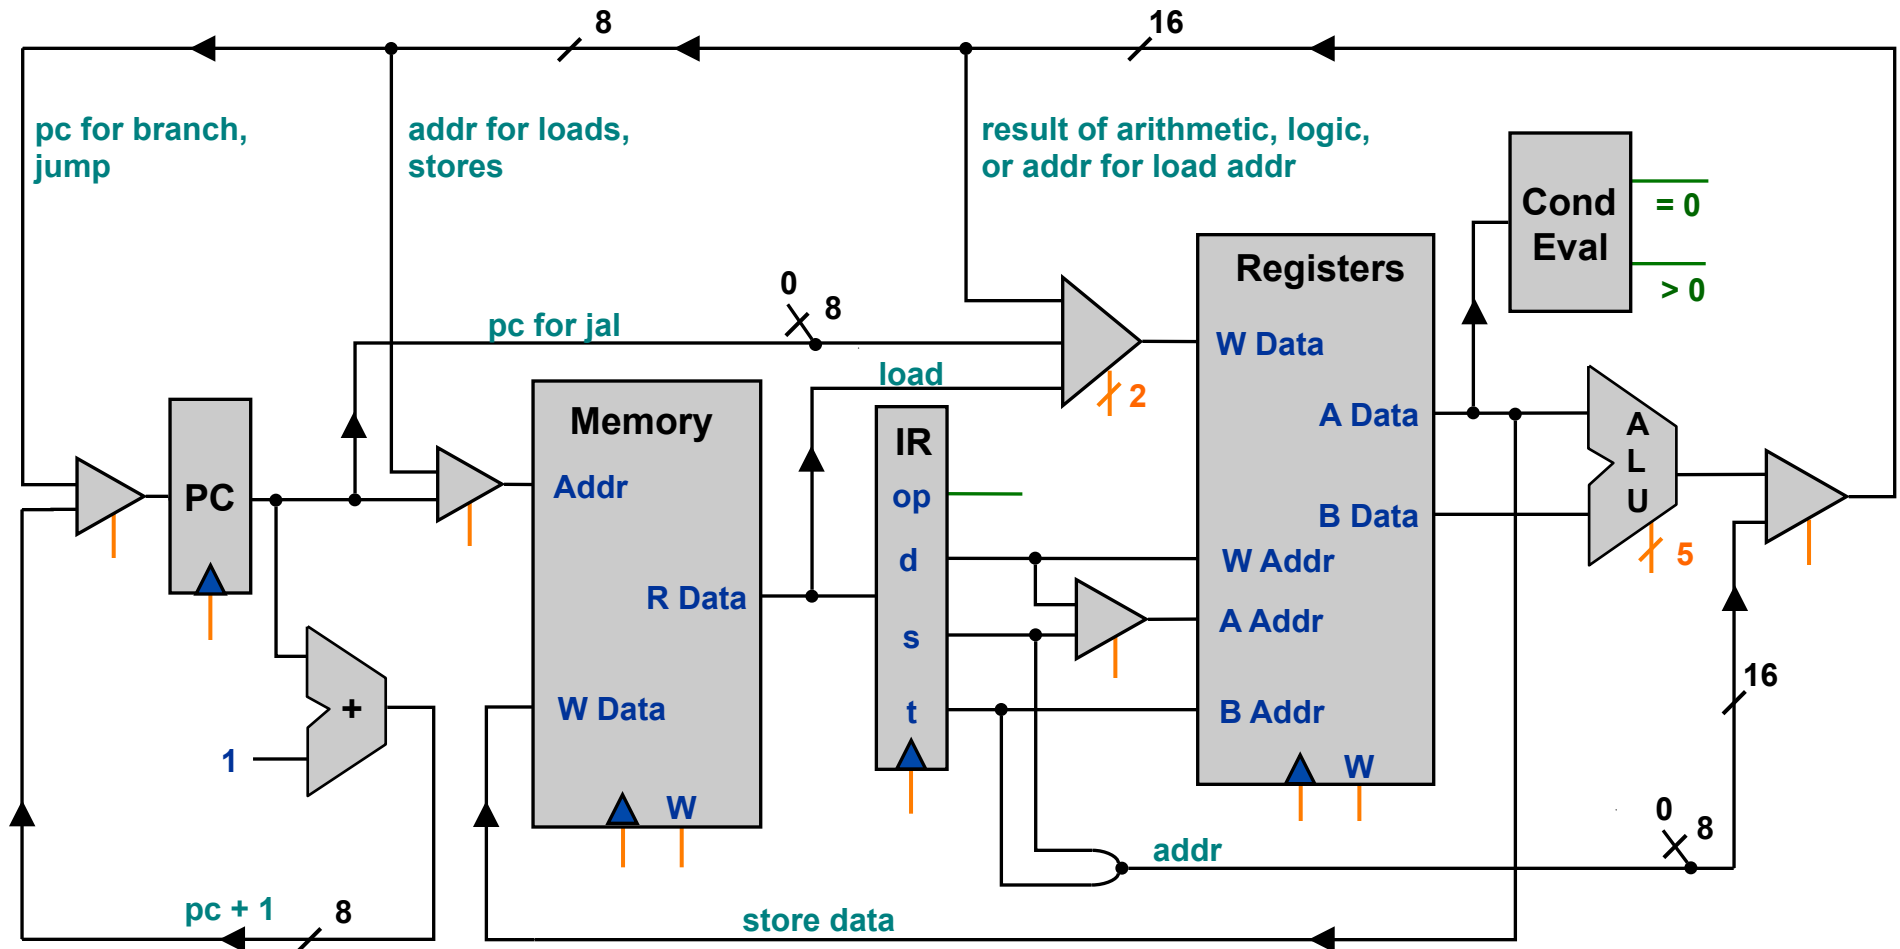 8
16
pc for branch,
jump
addr for loads,
stores
result of arithmetic, logic,
or addr for load addr
Cond
Eval
= 0
> 0
Registers
W Data
A Data
B Data
W Addr
A Addr
B Addr
W
0
8
pc for jal
load
2
Memory
Addr
R Data
W Data
W
IR
op
d
s
t
PC
A
L
U
5
+
1
16
0
8
addr
pc + 1
8
store data